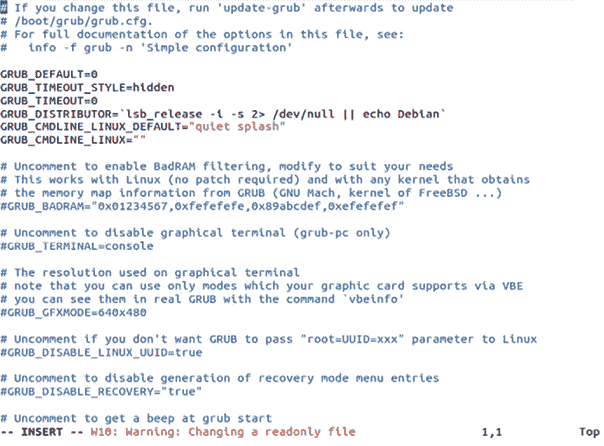 # If you change this file, run 'update-grub' afterwards to update
# /boot/grub/grub.cfg.
# For full documentation of the options in this file, see:
#   info -f grub -n 'Simple configuration'
GRUB_DEFAULT=0
GRUB_TIMEOUT_STYLE=hidden
GRUB_TIMEOUT=0
GRUB_DISTRIBUTOR=`lsb_release -i -s 2> /dev/null || echo Debian`
GRUB_CMDLINE_LINUX_DEFAULT="quiet splash"
GRUB_CMDLINE_LINUX=""
# Uncomment to enable BadRAM filtering, modify to suit your needs
# This works with Linux (no patch required) and with any kernel that obtains
# the memory map information from GRUB (GNU Mach, kernel of FreeBSD ...)
#GRUB_BADRAM="0x01234567,0xfefefefe,0x89abcdef,0xefefefef"
# Uncomment to disable graphical terminal (grub-pc only)
#GRUB_TERMINAL=console
# The resolution used on graphical terminal
# note that you can use only modes which your graphic card supports via VBE
# you can see them in real GRUB with the command `vbeinfo'
#GRUB_GFXMODE=640x480
# Uncomment if you don't want GRUB to pass "root=UUID=xxx" parameter to Linux
#GRUB_DISABLE_LINUX_UUID=true
# Uncomment to disable generation of recovery mode menu entries
#GRUB_DISABLE_RECOVERY="true"
# Uncomment to get a beep at grub start
-- INSERT -- W10: Warning: Changing a readonly file 1,1 Top